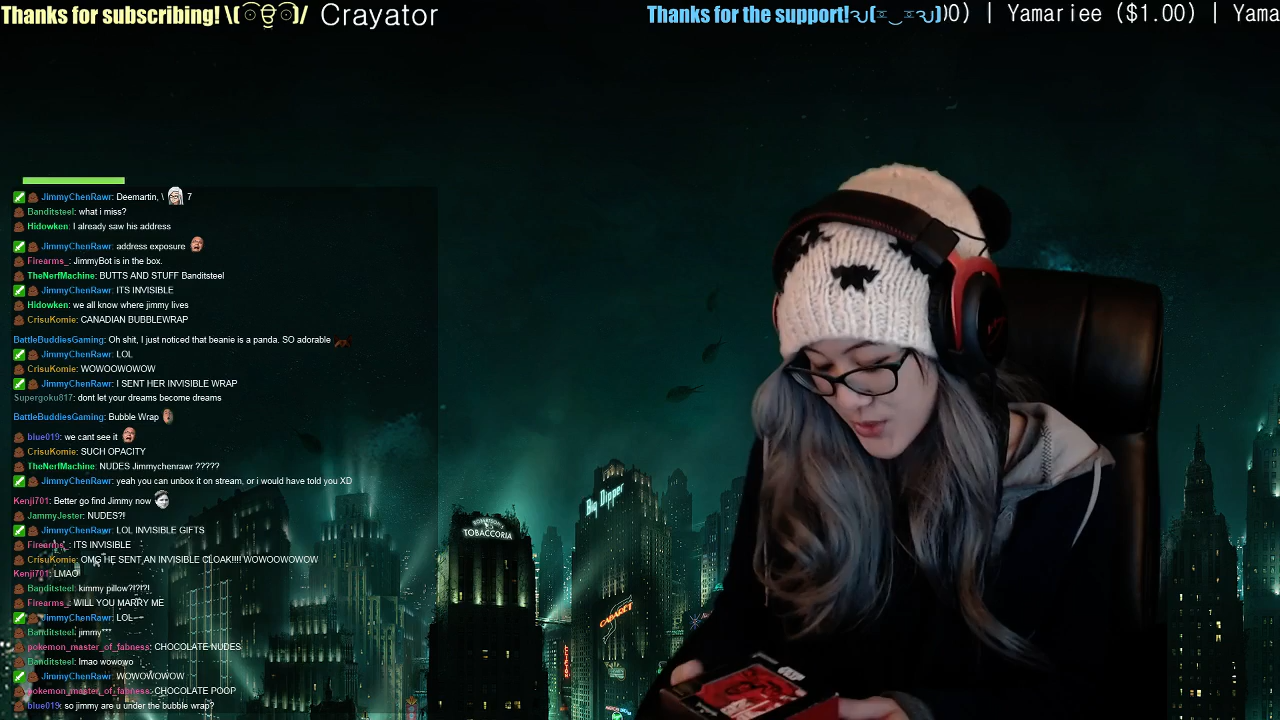 Thanks for subscribing! \( ͡ ͡° ͜ʖ ͡ ͡°)/ Crayator
Thanks for the support! 00) | Yamariee ($1.00) | Yama
JimmyChenRawr: Deemartin, \ 7
Banditsteel: what i miss?
Hidowken: I already saw his address
JimmyChenRawr: address exposure
Firearms_: JimmyBot is in the box.
TheNerfMachine: BUTTS AND STUFF Banditsteel
JimmyChenRawr: ITS INVISIBLE
Hidowken: we all know where jimmy lives
CrisuKomie: CANADIAN BUBBLEWRAP
BattleBuddiesGaming: Oh shit, I just noticed that beanie is a panda. SO adorable
JimmyChenRawr: LOL
CrisuKomie: WOWOOWOWOW
JimmyChenRawr: I SENT HER INVISIBLE WRAP
Supergoku817: dont let your dreams become dreams
BattleBuddiesGaming: Bubble Wrap
blue019: we cant see it
CrisuKomie: SUCH OPACITY
TheNerfMachine: NUDES Jimmychenrawr ?????
JimmyChenRawr: yeah you can unbox it on stream, or i would have told you XD
Kenji701: Better go find Jimmy now
JammyJester: NUDES?!
JimmyChenRawr: LOL INVISIBLE GIFTS
Firearms_: ITS INVISIBLE
CrisuKomie: OMG HE SENT AN INVISIBLE CLOAK!!!! WOWOOWOWOW
Kenji701: LMAO
Banditsteel: kimmy pillow?!?!?!
Firearms_: WILL YOU MARRY ME
JimmyChenRawr: LOL
Banditsteel: jimmy***
pokemon_master_of_fabness: CHOCOLATE NUDES
Banditsteel: lmao wowowo
JimmyChenRawr: WOWOWOWOW
pokemon_master_of_fabness: CHOCOLATE POOP
blue019: so jimmy are u under the bubble wrap?
Big Dipper
ROBERTSON'S
TOBACCORIA
CABARET